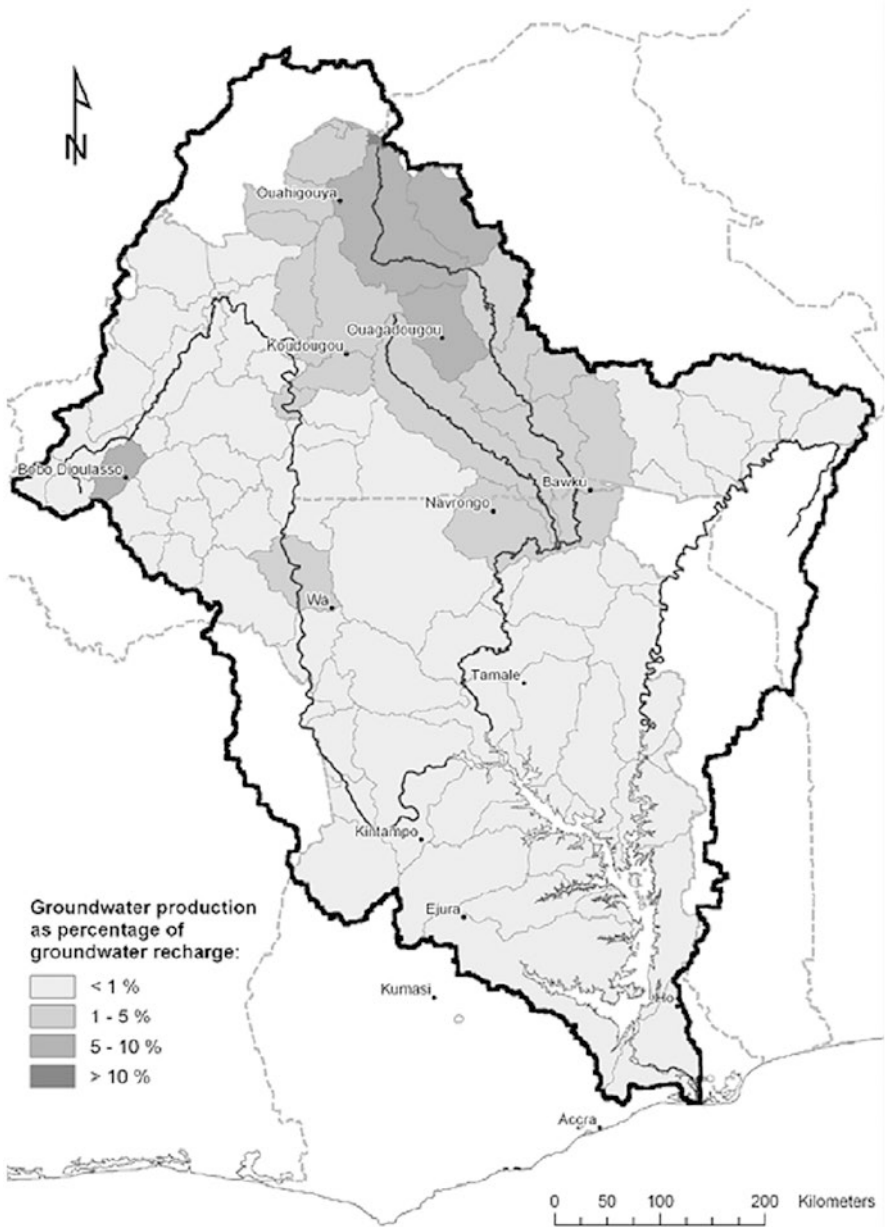 N
Ouahigouya
Ouagadougou
Koudougou
Bobo Dioulasso
Bawku
Navrongo
Wa
Tamale
Kintampo
Groundwater production
as percentage of
groundwater recharge:
< 1 %
1 - 5 %
5 - 10 %
> 10 %
Ejura
Kumasi
Ho
Accra
0 50 100 200 Kilometers